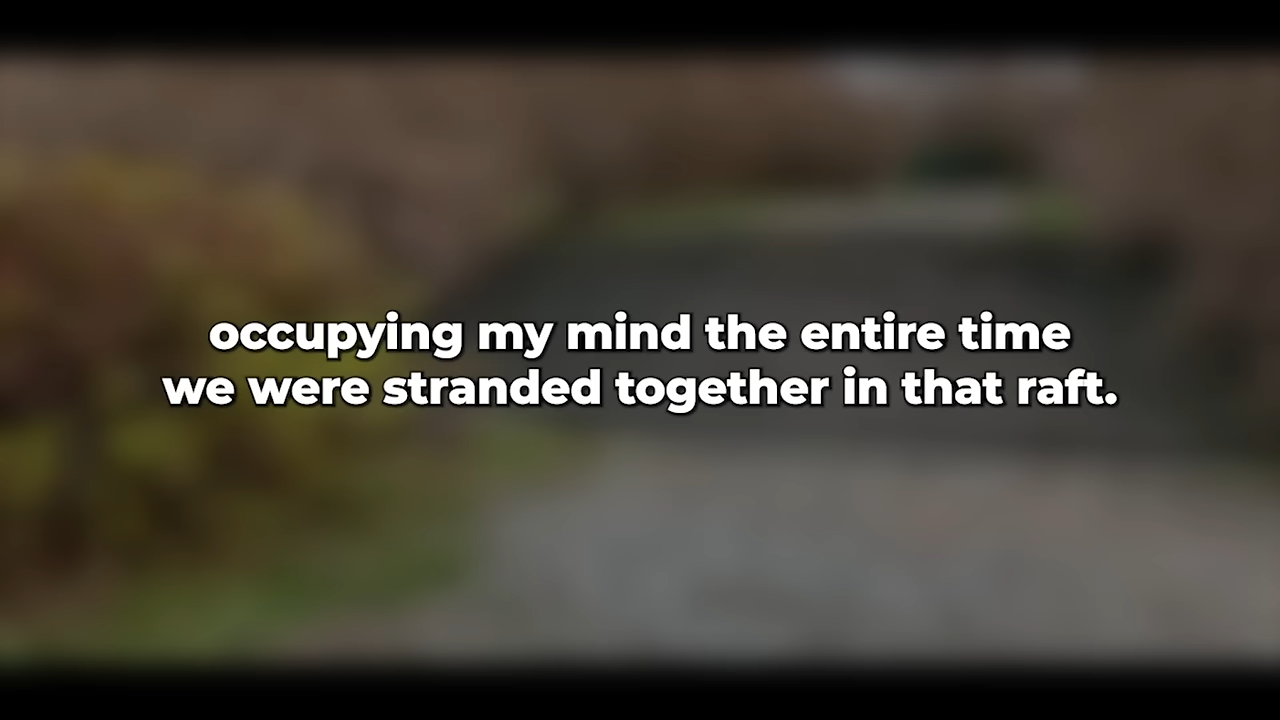 occupying my mind the entire time
we were stranded together in that raft.